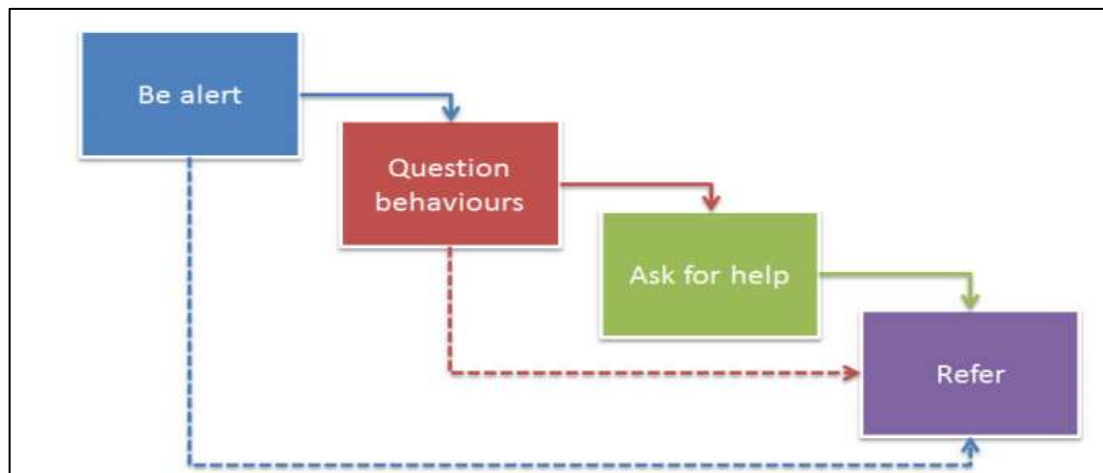 Be alert
Question
behaviours
Ask for help
Refer